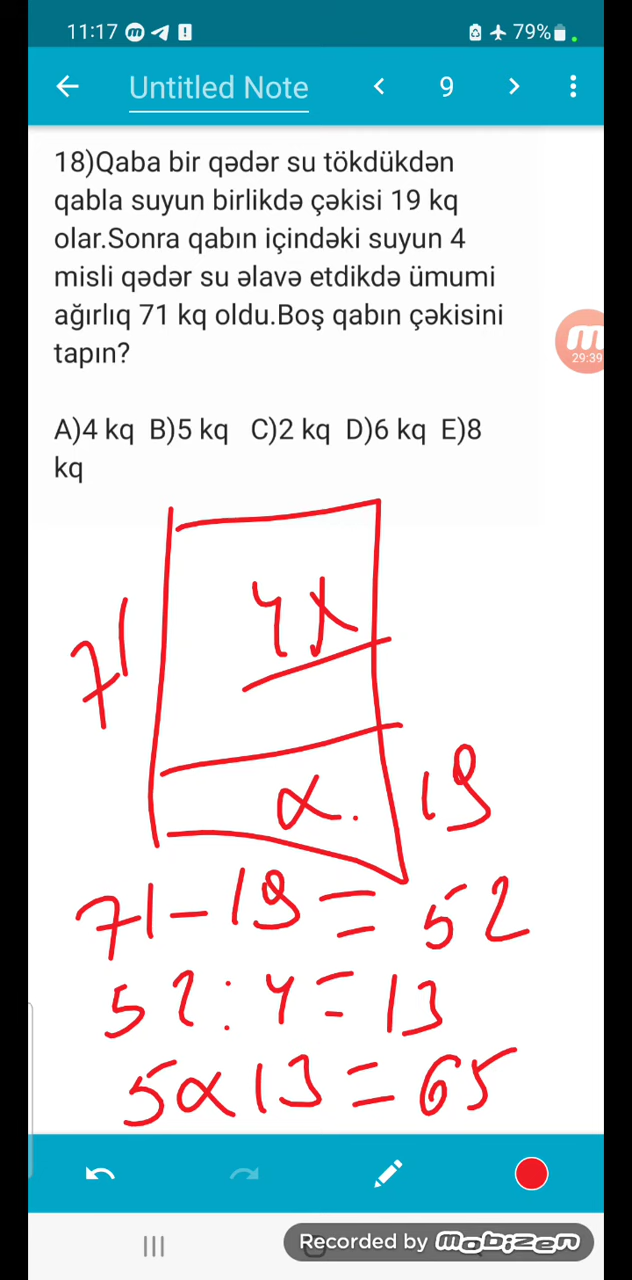 11:17 79%
Untitled Note < 9 >
18)Qaba bir qədər su tökdükdən
qabla suyun birlikdə çəkisi 19 kq
olar.Sonra qabın içindəki suyun 4
misli qədər su əlavə etdikdə ümumi
ağırlıq 71 kq oldu.Boş qabın çəkisini
tapın?
29:39
A)4 kq B)5 kq C)2 kq D)6 kq E)8
kq
4x
71
x. 19
71-19=52
52:4=13
5x13=65
Recorded by mobizen